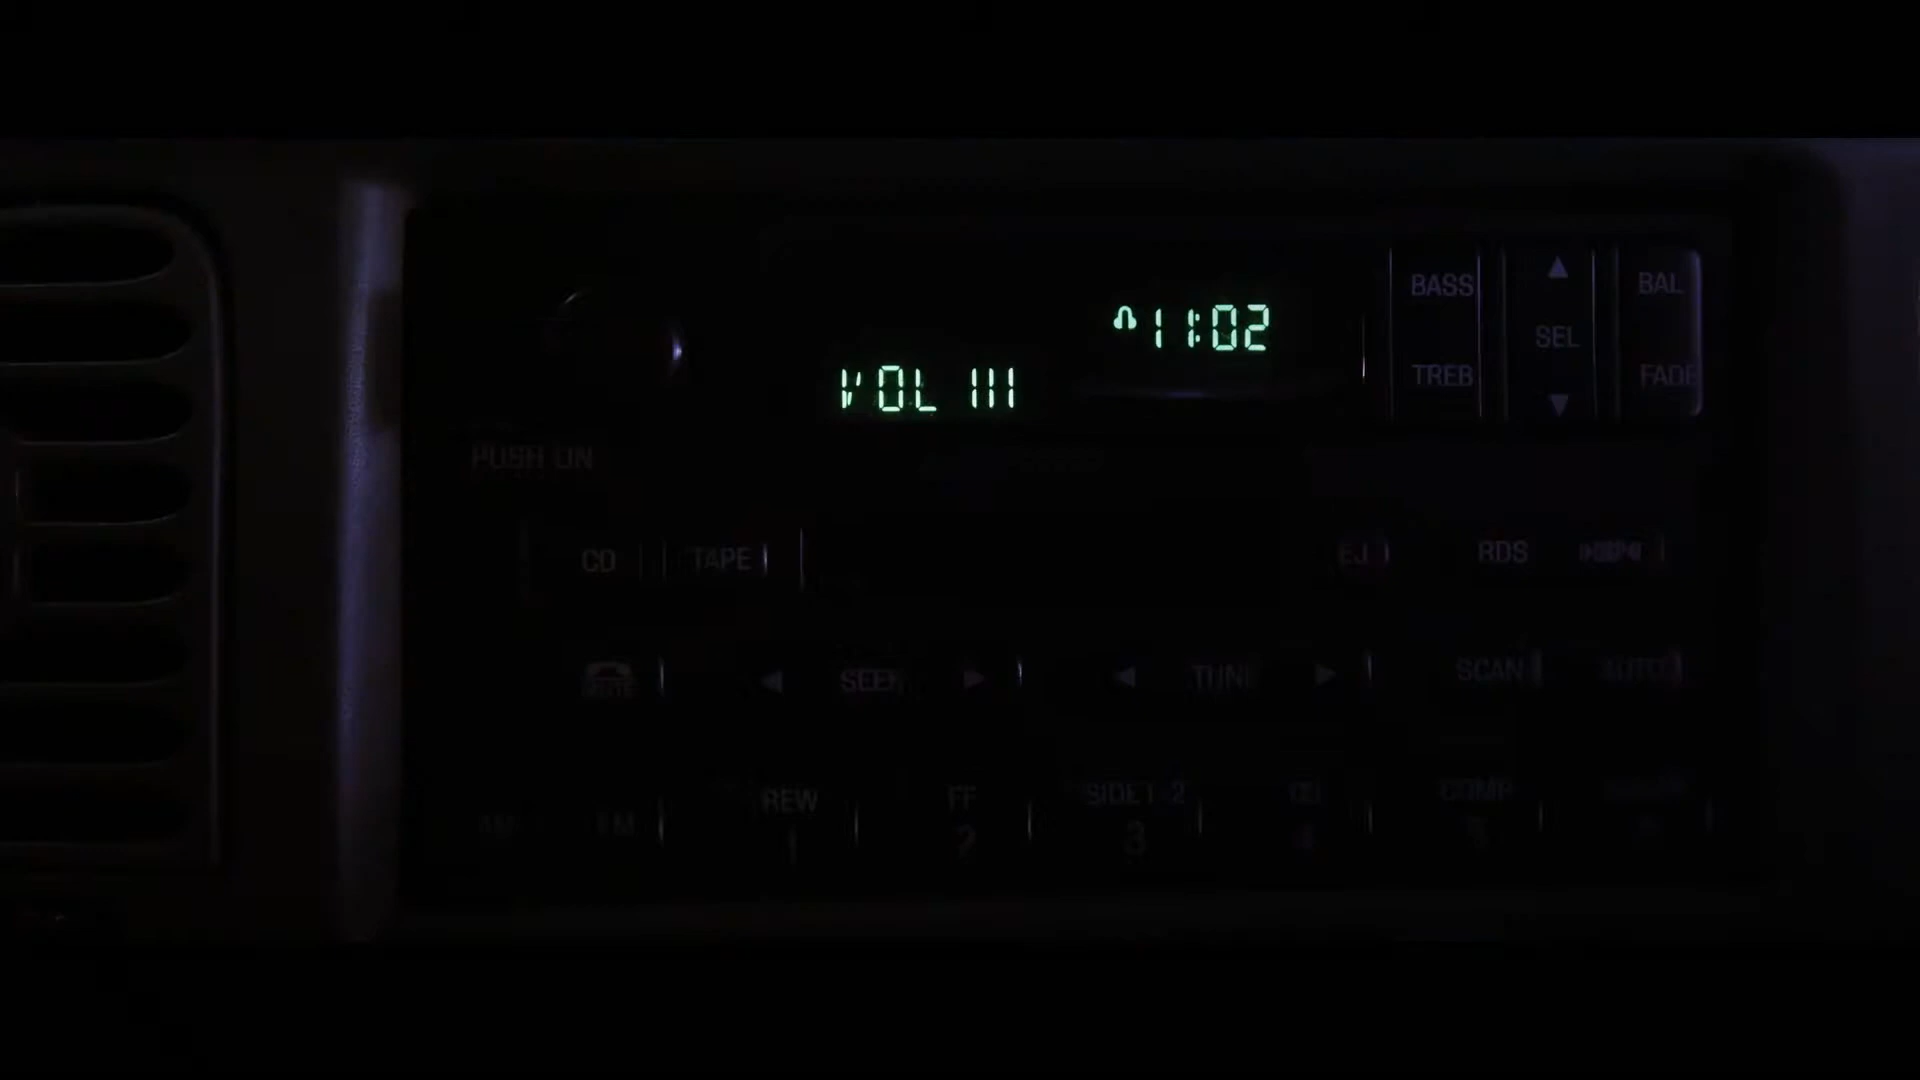 11:02
VOL III
BASS
SEL
BAL
TREB
FADE
PUSH ON
CD TAPE
EJ RDS
SEEK TUNE SCAN AUTO
REW FF SIDE 1-2 COMP
AM FM
1 2 3 4